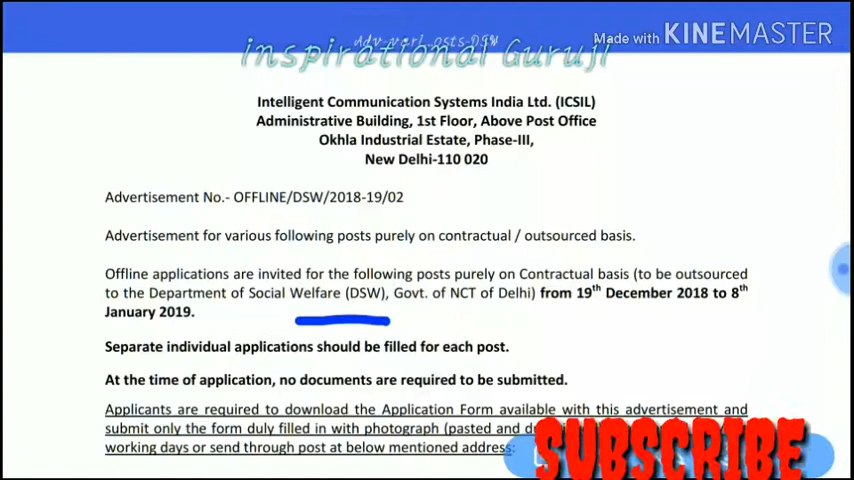 Adv-veri_osts-DSW
inspirational Guruji
Made with KINEMASTER
Intelligent Communication Systems India Ltd. (ICSIL)
Administrative Building, 1st Floor, Above Post Office
Okhla Industrial Estate, Phase-III,
New Delhi-110 020
Advertisement No.- OFFLINE/DSW/2018-19/02
Advertisement for various following posts purely on contractual / outsourced basis.
Offline applications are invited for the following posts purely on Contractual basis (to be outsourced
to the Department of Social Welfare (DSW), Govt. of NCT of Delhi) from 19th December 2018 to 8th
January 2019.
Separate individual applications should be filled for each post.
At the time of application, no documents are required to be submitted.
Applicants are required to download the Application Form available with this advertisement and
submit only the form duly filled in with photograph (pasted and
working days or send through post at below mentioned address:
SUBSCRIBE